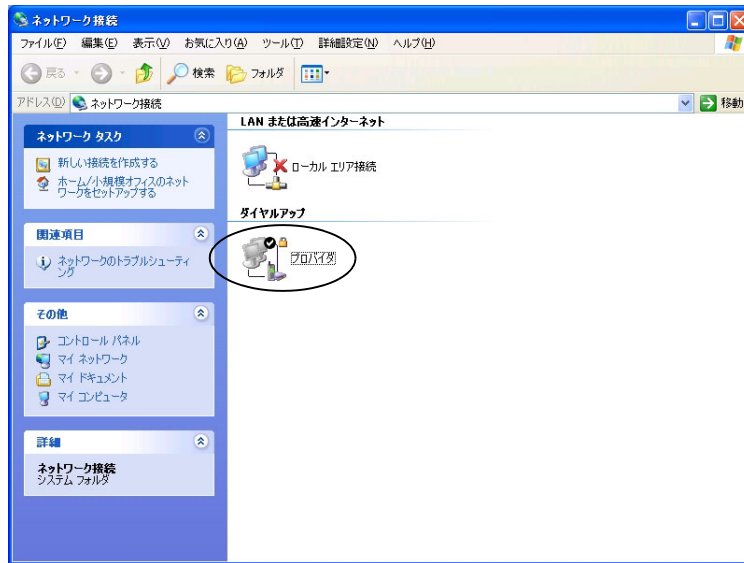 ネットワーク接続
ファイル(F) 編集(E) 表示(V) お気に入り(A) ツール(T) 詳細設定(N) ヘルプ(H)
戻る 検索 フォルダ
アドレス(D) ネットワーク接続 移動
ネットワーク タスク
新しい接続を作成する
ホーム/小規模オフィスのネット
ワークをセットアップする
関連項目
ネットワークのトラブルシューティ
ング
その他
コントロール パネル
マイ ネットワーク
マイ ドキュメント
マイ コンピュータ
詳細
ネットワーク接続
システム フォルダ
LAN または高速インターネット
ローカル エリア接続
ダイヤルアップ
プロバイダ